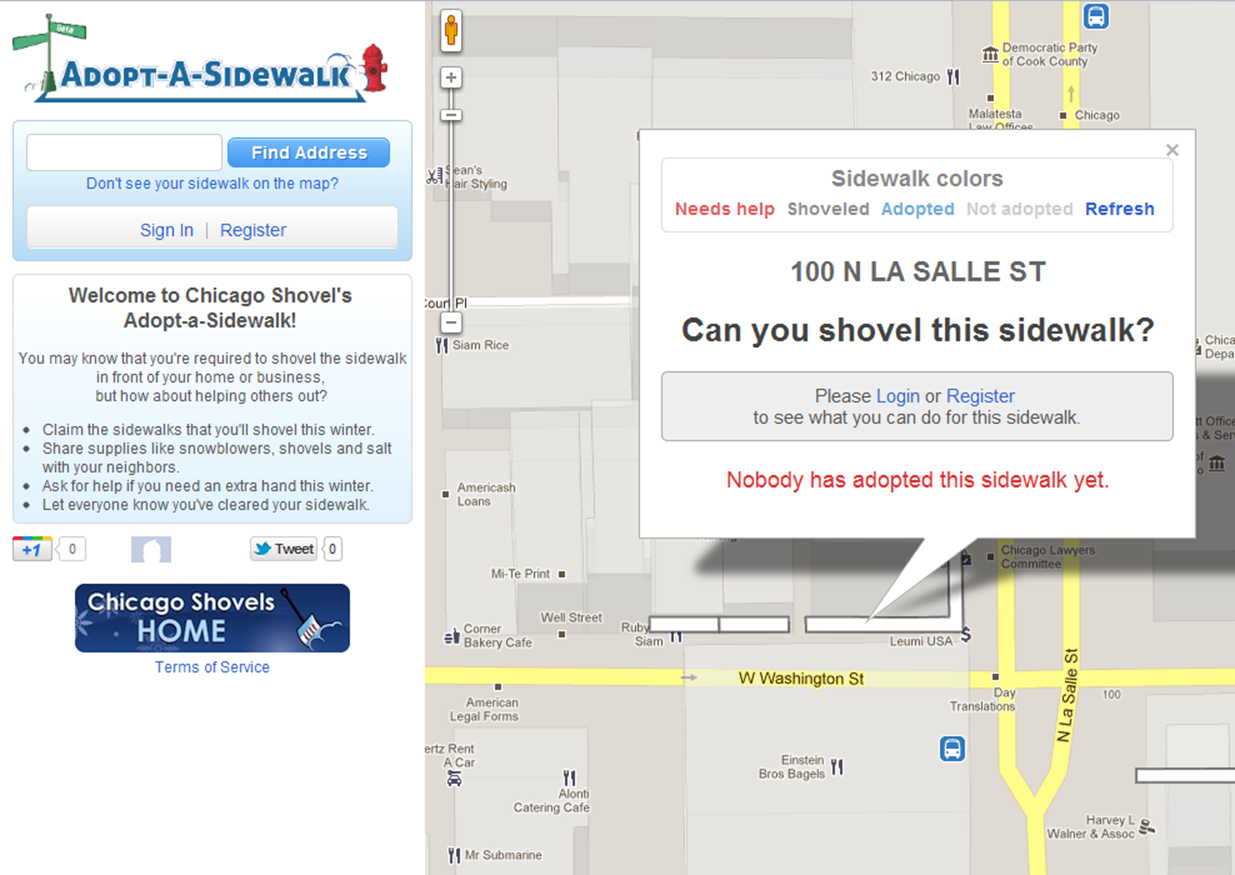 Beta
Adopt-A-Sidewalk
Find Address
Don't see your sidewalk on the map?
Sign In | Register
Welcome to Chicago Shovel's
Adopt-a-Sidewalk!
You may know that you're required to shovel the sidewalk
in front of your home or business,
but how about helping others out?
Claim the sidewalks that you'll shovel this winter.
Share supplies like snowblowers, shovels and salt
with your neighbors.
Ask for help if you need an extra hand this winter.
Let everyone know you've cleared your sidewalk.
+1 0
Tweet 0
Chicago Shovels
HOME
Terms of Service
Democratic Party
of Cook County
312 Chicago
Malatesta
Law Offices
Chicago
Sean's
Hair Styling
Sidewalk colors
Needs help Shoveled Adopted Not adopted Refresh
100 N LA SALLE ST
Can you shovel this sidewalk?
Please Login or Register
to see what you can do for this sidewalk.
Nobody has adopted this sidewalk yet.
Court Pl
Siam Rice
Americash
Loans
Mi-Te Print
Well Street
Corner
Bakery Cafe
Ruby
Siam
Chicago Lawyers
Committee
Leumi USA
W Washington St
N La Salle St
100
Day
Translations
American
Legal Forms
ertz Rent
A Car
Alonti
Catering Cafe
Einstein
Bros Bagels
Mr Submarine
Harvey L
Walner & Assoc